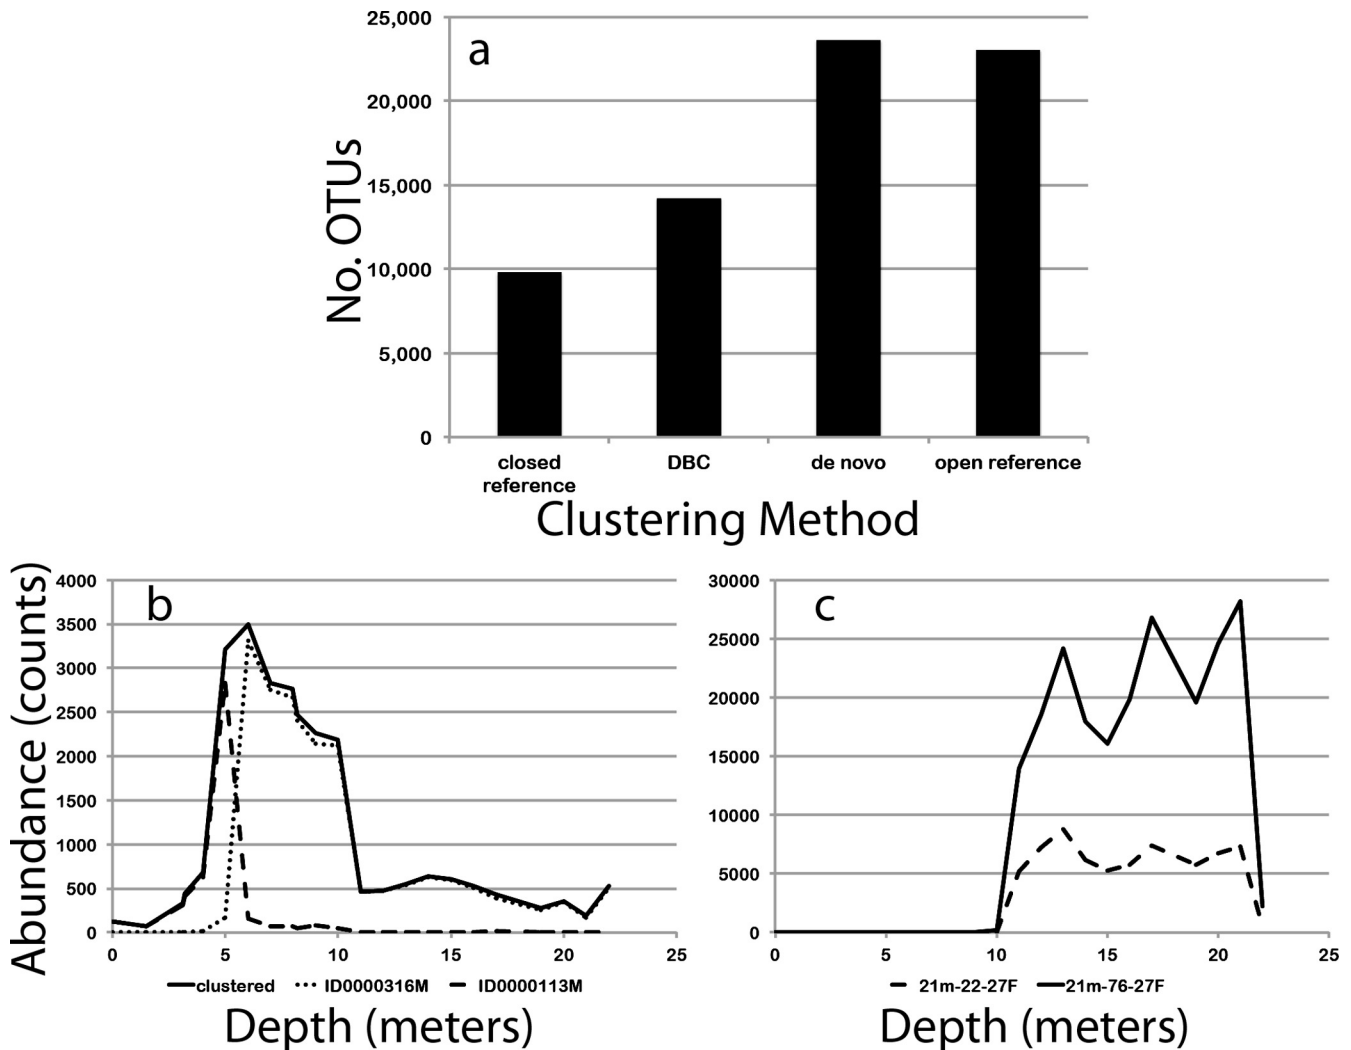 25,000
a
20,000
15,000
10,000
5,000
0
No. OTUs
closed
reference
DBC
de novo
open reference
Clustering Method
Abundance (counts)
4000
b
3500
3000
2500
2000
1500
1000
500
0
0 5 10 15 20 25
clustered ID0000316M ID0000113M
Depth (meters)
30000
c
25000
20000
15000
10000
5000
0
0 5 10 15 20 25
21m-22-27F 21m-76-27F
Depth (meters)